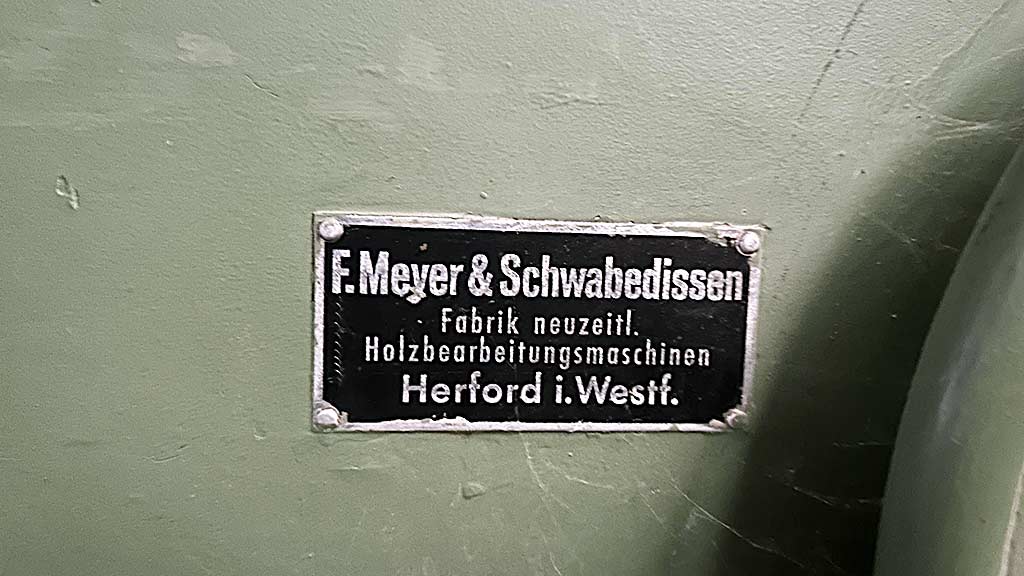 F. Meyer & Schwabedissen
Fabrik neuzeitl.
Holzbearbeitungsmaschinen
Herford i. Westf.